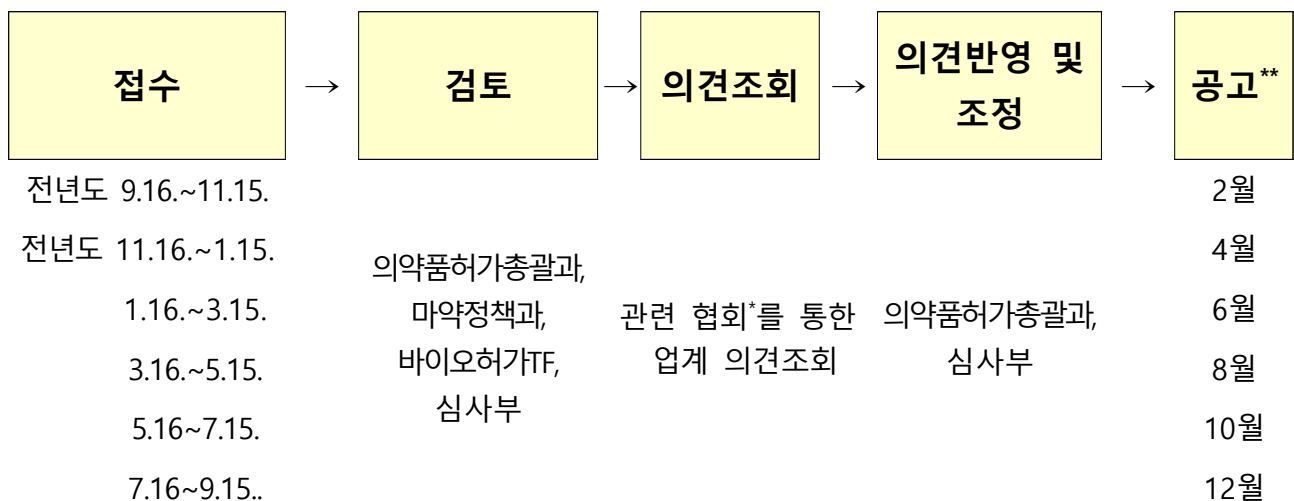 접수 → 검토 → 의견조회 → 의견반영 및 조정 → 공고**
전년도 9.16.~11.15.
전년도 11.16.~1.15.
1.16.~3.15.
3.16.~5.15.
5.16~7.15.
7.16~9.15..
의약품허가총괄과,
마약정책과,
바이오허가TF,
심사부
관련 협회*를 통한
업계 의견조회
의약품허가총괄과,
심사부
2월
4월
6월
8월
10월
12월